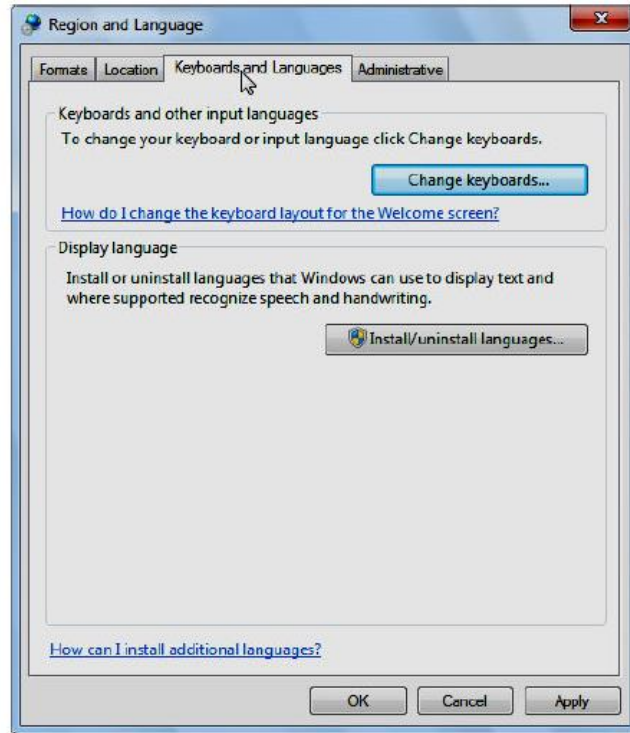 Region and Language
Formats Location Keyboards and Languages Administrative
Keyboards and other input languages
To change your keyboard or input language click Change keyboards.
Change keyboards...
How do I change the keyboard layout for the Welcome screen?
Display language
Install or uninstall languages that Windows can use to display text and
where supported recognize speech and handwriting.
Install/uninstall languages...
How can I install additional languages?
OK Cancel Apply